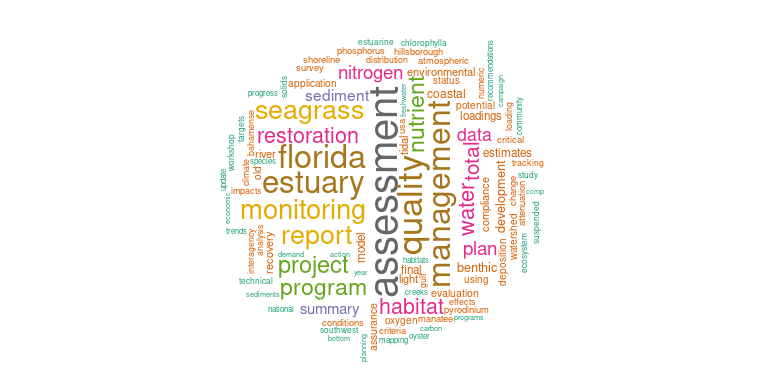 estuarine
chlorophylla
phosphorus
hillsborough
shoreline
distribution
atmospheric
survey
nitrogen
environmental
recommendations
application
status
numeric
campaign
progress
solids
sediment
freshwater
nutrient
coastal
potential
loading
community
seagrass
loadings
targets
bahamense
restoration
assessment
usa
tidal
management
data
critical
workshop
river
florida
quality
total
estimates
species
tracking
climate
old
estuary
water
development
change
study
update
impacts
attenuation
ccmp
economic
monitoring
compliance
suspended
trends
report
model
plan
watershed
ecosystem
interagency
analysis
recovery
demand
action
habitats
project
final
benthic
deposition
technical
year
light
gulf
using
sediments
program
creeks
evaluation
national
summary
habitat
effects
pyrodinium
conditions
assurance
oxygen
manatee
programs
southwest
criteria
carbon
bottom
planning
mapping
oyster